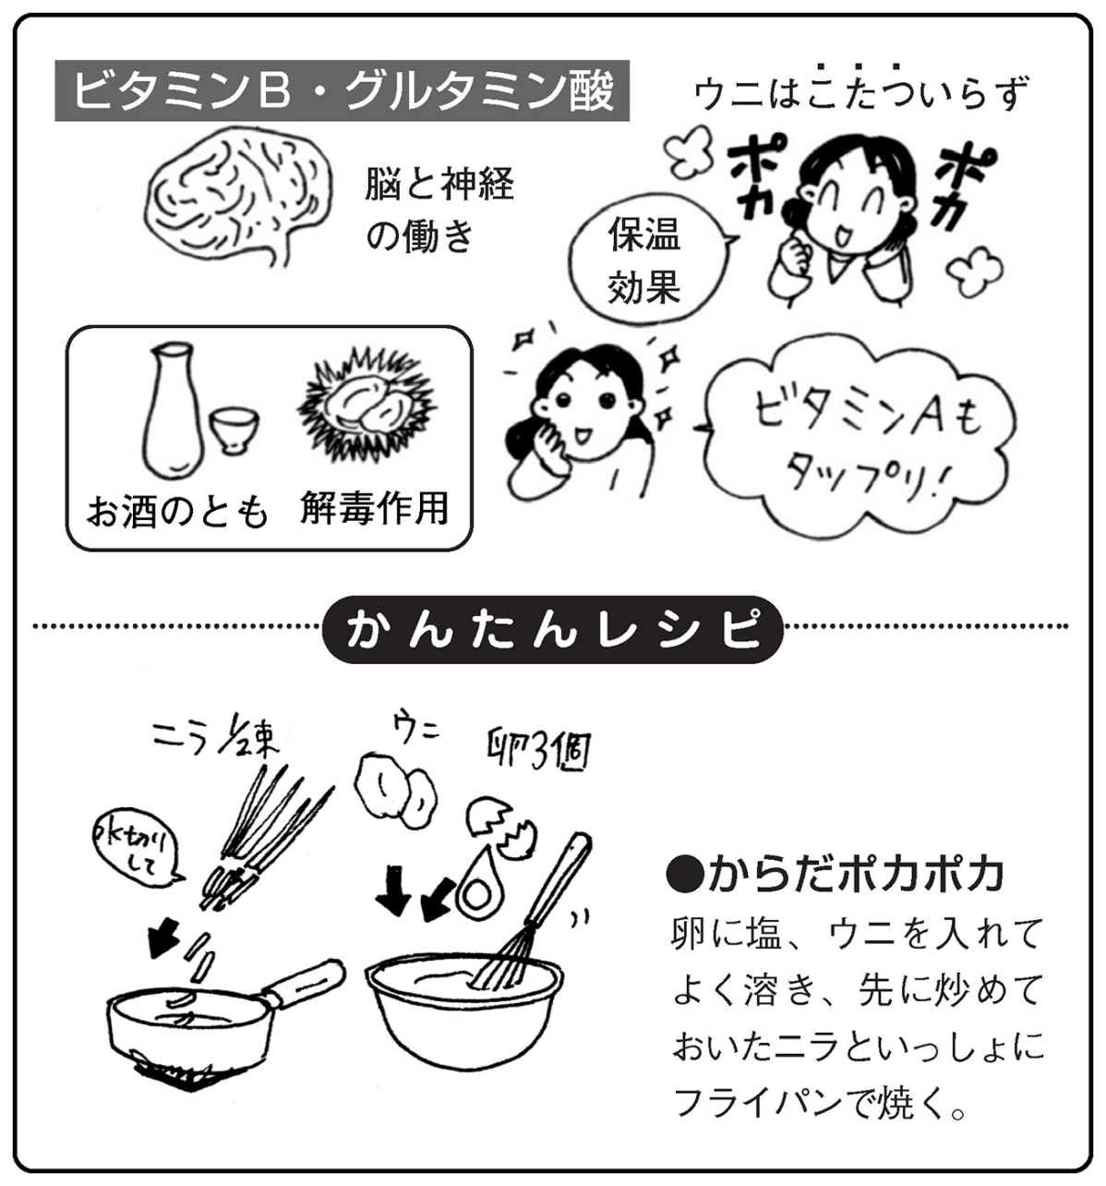 ビタミンB・グルタミン酸
ウニはこたついらず
脳と神経
の働き
ポカ
ポカ
保温
効果
ビタミンAも
タップリ!
お酒のとも
解毒作用
かんたんレシピ
ニラ1/2束
ウニ
卵3個
水切り
して
●からだポカポカ
卵に塩、ウニを入れて
よく溶き、先に炒めて
おいたニラといっしょに
フライパンで焼く。